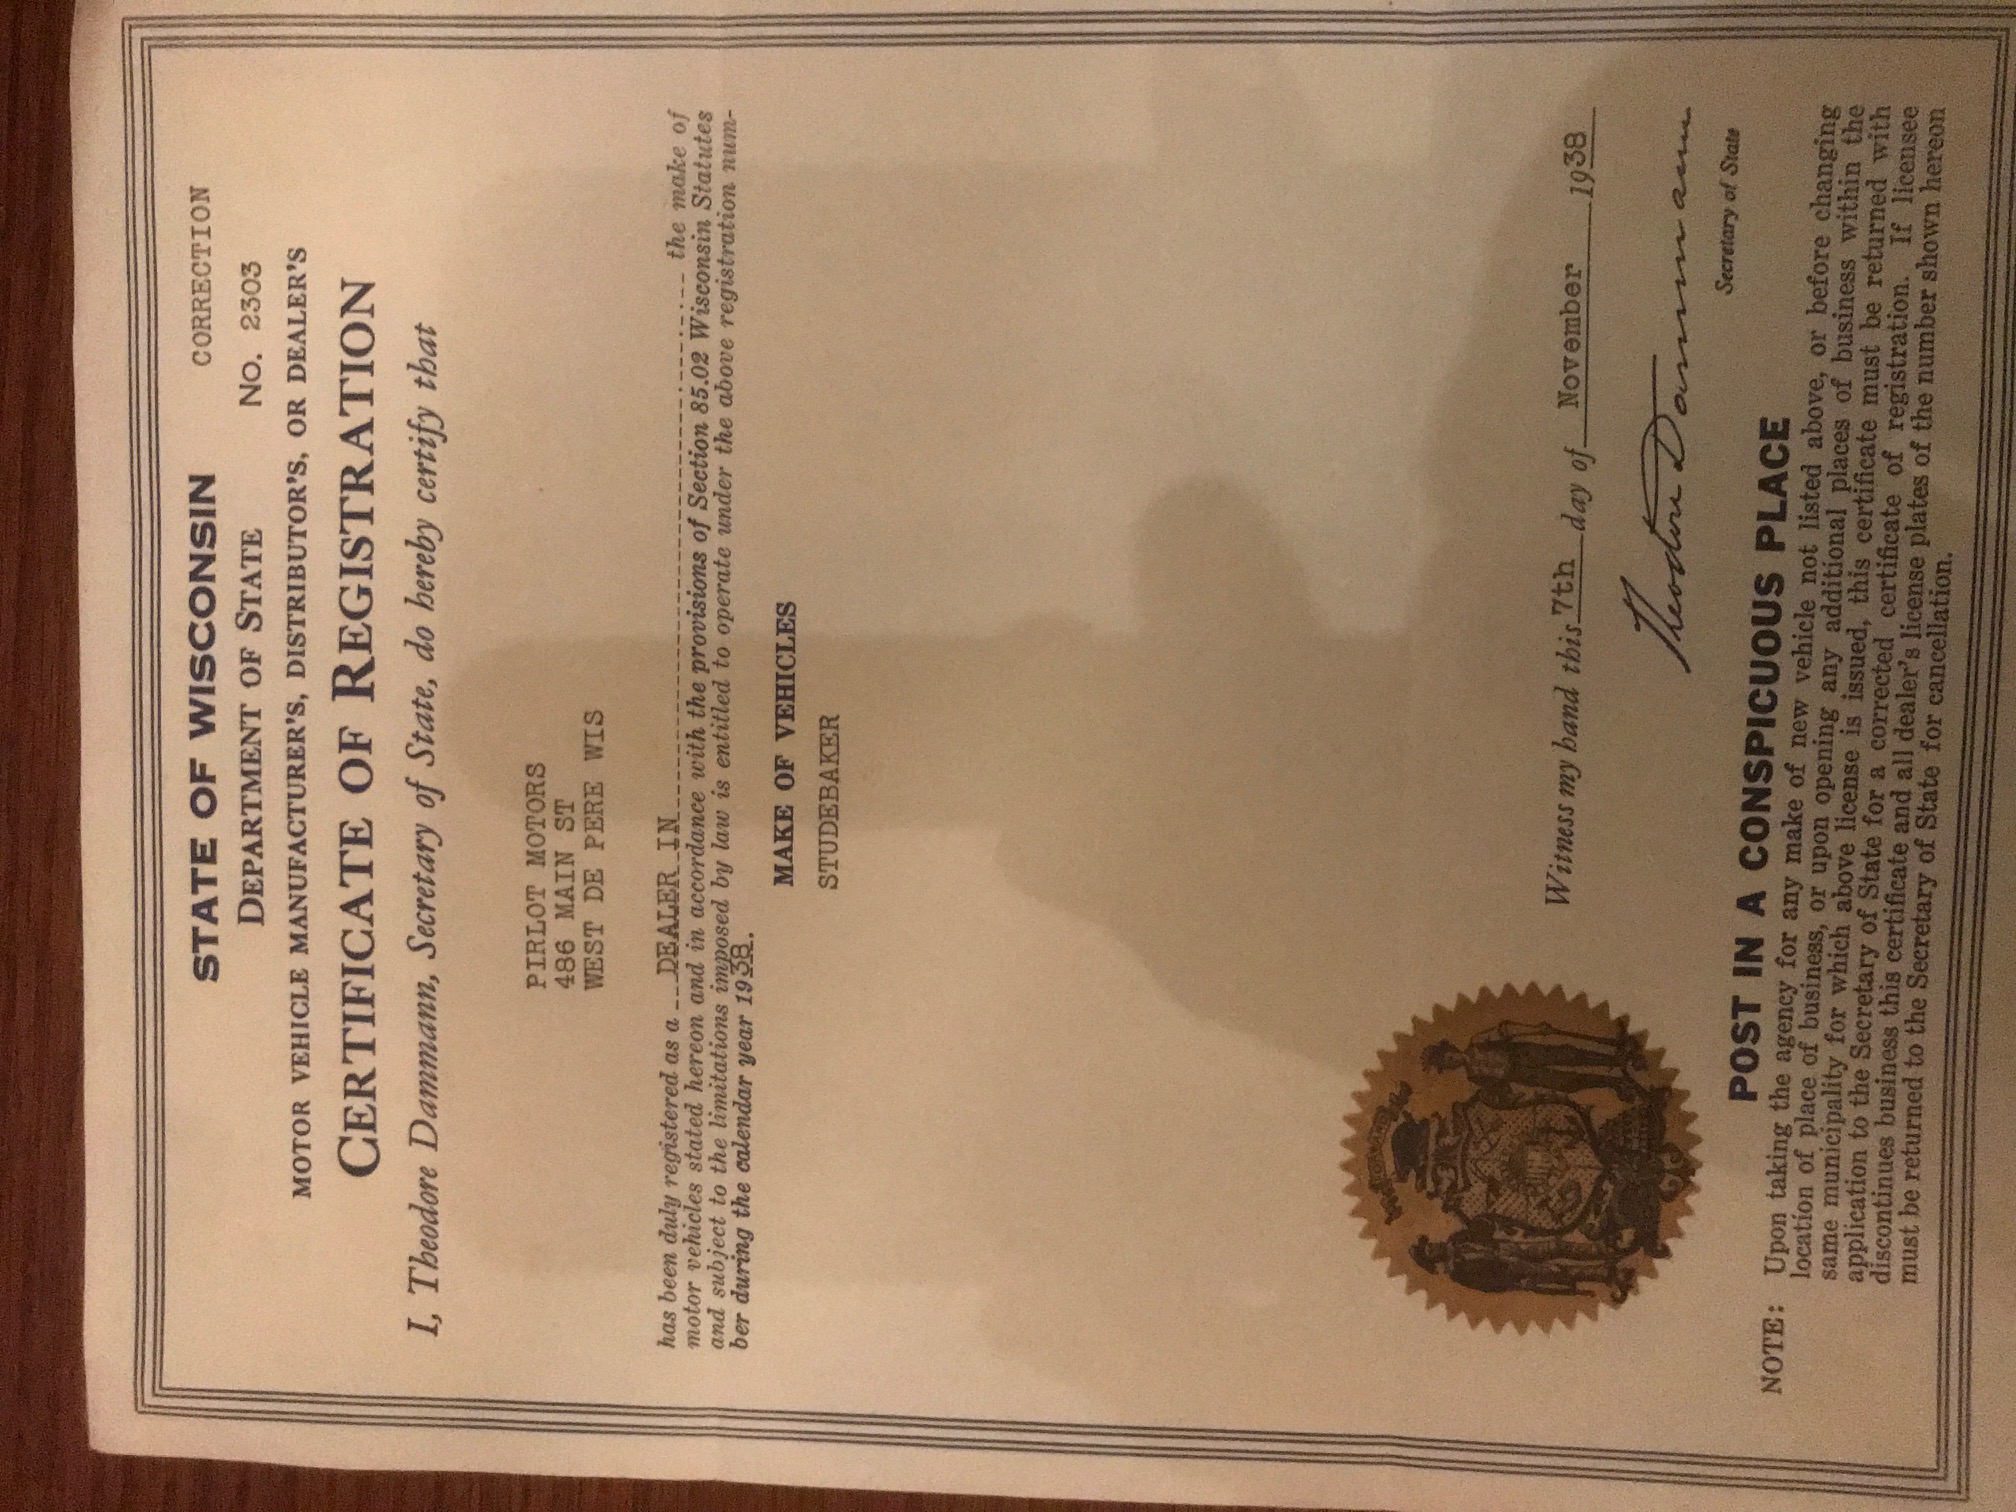 STATE OF WISCONSIN CORRECTION
DEPARTMENT OF STATE No. 2303
MOTOR VEHICLE MANUFACTURER'S, DISTRIBUTOR'S, OR DEALER'S
CERTIFICATE OF REGISTRATION
I, Theodore Dammann, Secretary of State, do hereby certify that
PIRLOT MOTORS
486 MAIN ST
WEST DE PERE WIS
has been duly registered as a DEALER IN the make of
motor vehicles stated hereon and in accordance with the provisions of Section 85.02 Wisconsin Statutes
and subject to the limitations imposed by law is entitled to operate under the above registration num-
ber during the calendar year 1938.
MAKE OF VEHICLES
STUDEBAKER
Witness my hand this 7th day of November 1938
Theodore Dammann
Secretary of State
POST IN A CONSPICUOUS PLACE
NOTE: Upon taking the agency for any make of new vehicle not listed above, or before changing
location of place of business, or upon opening any additional places of business within the
same municipality for which above license is issued, this certificate must be returned with
application to the Secretary of State for a corrected certificate of registration. If licensee
discontinues business this certificate and all dealer's license plates of the number shown hereon
must be returned to the Secretary of State for cancellation.